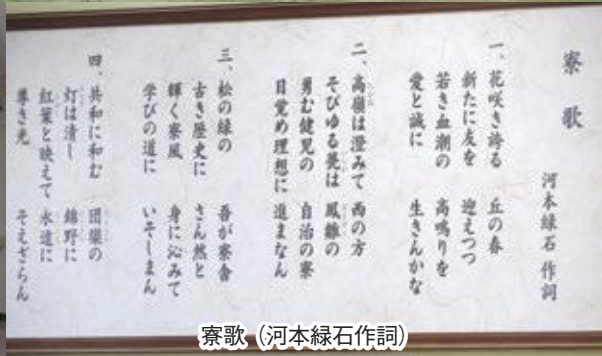 寮歌
河本緑石 作詞
一、花咲き誇る 丘の春
新たに友を 迎えつつ
若き血潮の 高鳴りを
愛と誠に 生きんかな
二、高嶺は澄みて 西の方
そびゆる甍は 鳳雛の
勇む健児の 自治の寮
目覚め理想に 進まなん
三、松の緑の 吾が寮舎
古き歴史に さん然と
輝く寮風 身に沁みて
学びの道に いそしまん
四、共和に和む 団欒の
灯は清し 錦野に
紅葉と映えて 永遠に
尊き光 そえざらん
寮歌（河本緑石作詞）